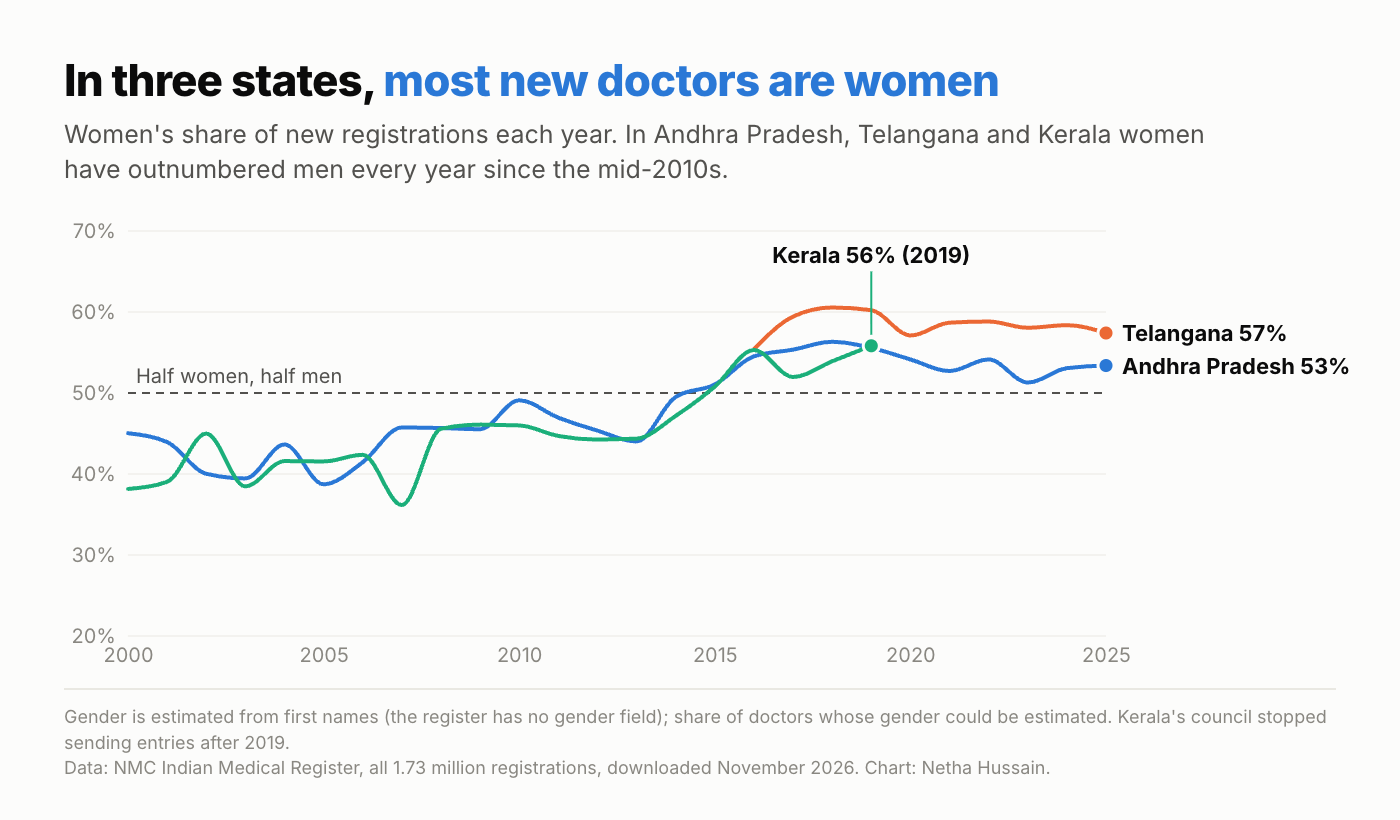 In three states, most new doctors are women
Women's share of new registrations each year. In Andhra Pradesh, Telangana and Kerala women
have outnumbered men every year since the mid-2010s.
70%
Kerala 56% (2019)
60%
Telangana 57%
Andhra Pradesh 53%
Half women, half men
50%
40%
30%
20%
2000 2005 2010 2015 2020 2025
Gender is estimated from first names (the register has no gender field); share of doctors whose gender could be estimated. Kerala's council stopped
sending entries after 2019.
Data: NMC Indian Medical Register, all 1.73 million registrations, downloaded November 2026. Chart: Netha Hussain.